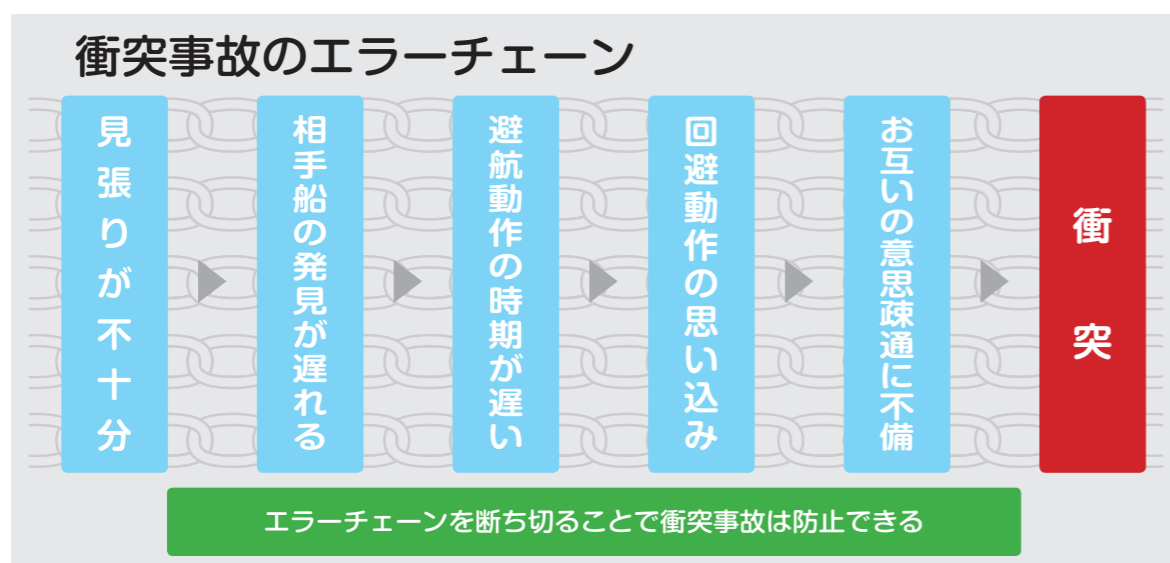 衝突事故のエラーチェーン
見張りが不十分
相手船の発見が遅れる
避航動作の時期が遅い
回避動作の思い込み
お互いの意思疎通に不備
衝突
エラーチェーンを断ち切ることで衝突事故は防止できる